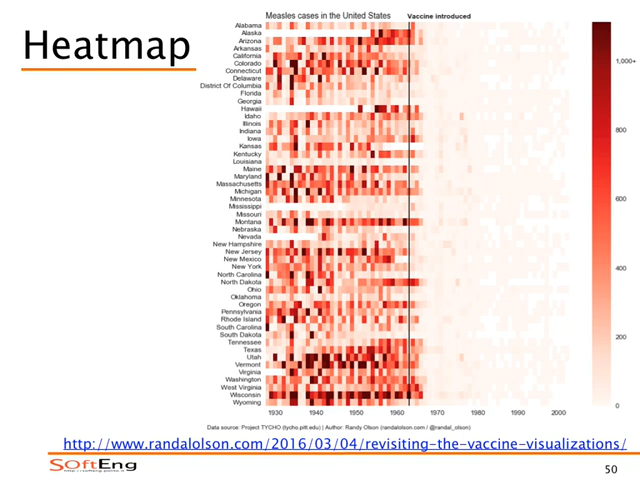 Heatmap
Measles cases in the United States
Vaccine introduced
Alabama
Alaska
Arizona
Arkansas
California
Colorado
Connecticut
Delaware
District Of Columbia
Florida
Georgia
Hawaii
Idaho
Illinois
Indiana
Iowa
Kansas
Kentucky
Louisiana
Maine
Maryland
Massachusetts
Michigan
Minnesota
Mississippi
Missouri
Montana
Nebraska
Nevada
New Hampshire
New Jersey
New Mexico
New York
North Carolina
North Dakota
Ohio
Oklahoma
Oregon
Pennsylvania
Rhode Island
South Carolina
South Dakota
Tennessee
Texas
Utah
Vermont
Virginia
Washington
West Virginia
Wisconsin
Wyoming
1930 1940 1950 1960 1970 1980 1990 2000
1,000+
800
600
400
200
0
Data source: Project TYCHO (tycho.pitt.edu) | Author: Randy Olson (randalolson.com / @randal_olson)
http://www.randalolson.com/2016/03/04/revisiting-the-vaccine-visualizations/
SOftEng
http://softeng.polito.it
50